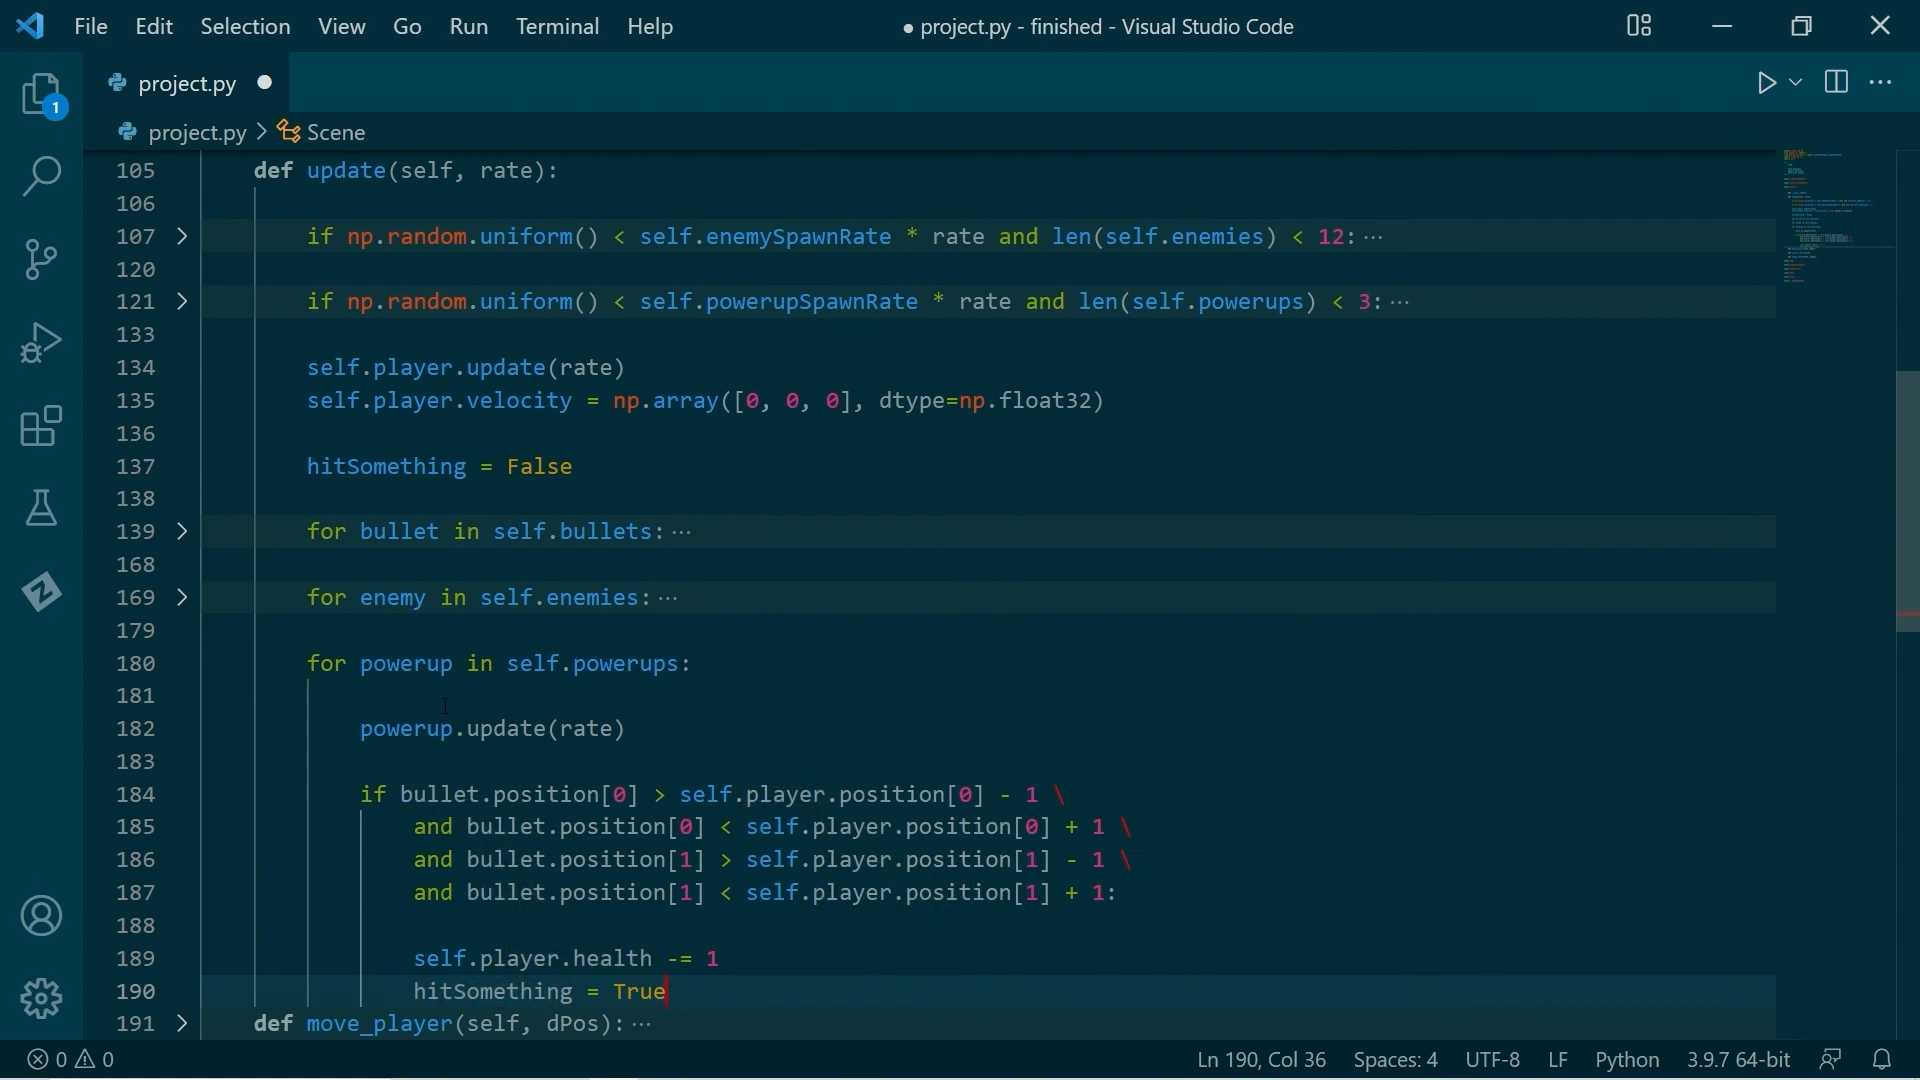 File Edit Selection View Go Run Terminal Help ● project.py - finished - Visual Studio Code
project.py ●
1
project.py > Scene
105 def update(self, rate):
106
107 if np.random.uniform() < self.enemySpawnRate * rate and len(self.enemies) < 12:···
120
121 if np.random.uniform() < self.powerupSpawnRate * rate and len(self.powerups) < 3:···
133
134 self.player.update(rate)
135 self.player.velocity = np.array([0, 0, 0], dtype=np.float32)
136
137 hitSomething = False
138
139 for bullet in self.bullets:···
168
169 for enemy in self.enemies:···
179
180 for powerup in self.powerups:
181
182 powerup.update(rate)
183
184 if bullet.position[0] > self.player.position[0] - 1 \
185 and bullet.position[0] < self.player.position[0] + 1 \
186 and bullet.position[1] > self.player.position[1] - 1 \
187 and bullet.position[1] < self.player.position[1] + 1:
188
189 self.player.health -= 1
190 hitSomething = True
191 def move_player(self, dPos):···
0 0 Ln 190, Col 36 Spaces: 4 UTF-8 LF Python 3.9.7 64-bit